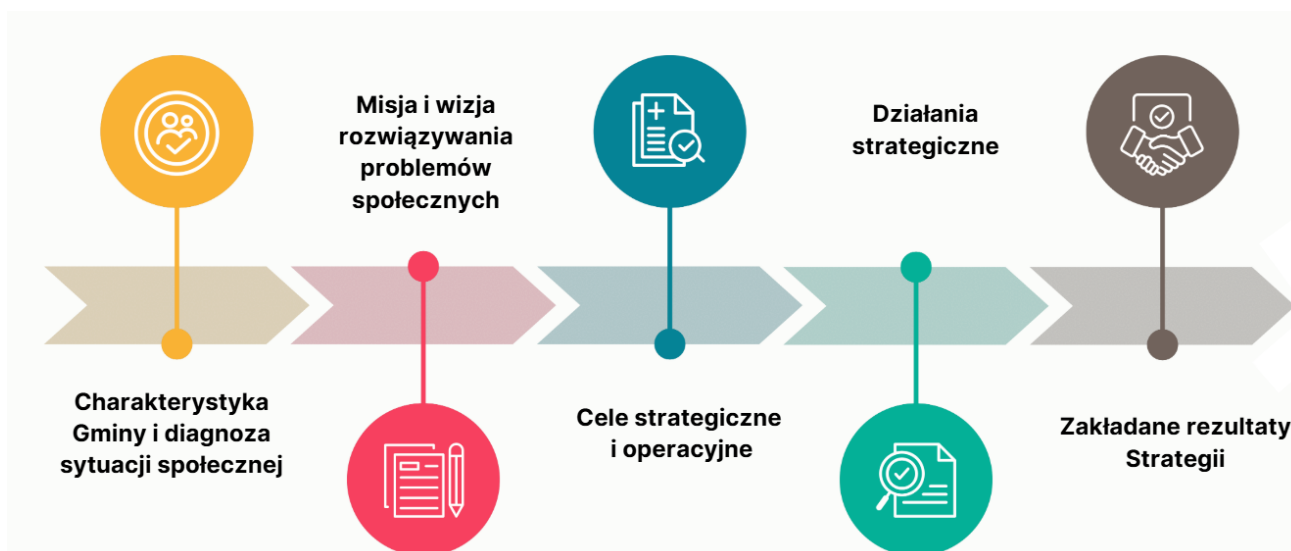 Charakterystyka
Gminy i diagnoza
sytuacji społecznej
Misja i wizja
rozwiązywania
problemów
społecznych
Cele strategiczne
i operacyjne
Działania
strategiczne
Zakładane rezultaty
Strategii